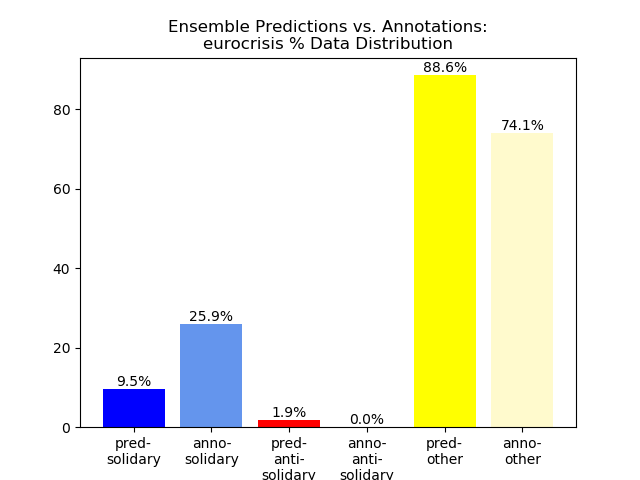 Ensemble Predictions vs. Annotations:
eurocrisis % Data Distribution
88.6%
80
74.1%
60
40
25.9%
20
9.5%
1.9%
0.0%
0
pred-
solidary
anno-
solidary
pred-
anti-
solidary
anno-
anti-
solidary
pred-
other
anno-
other